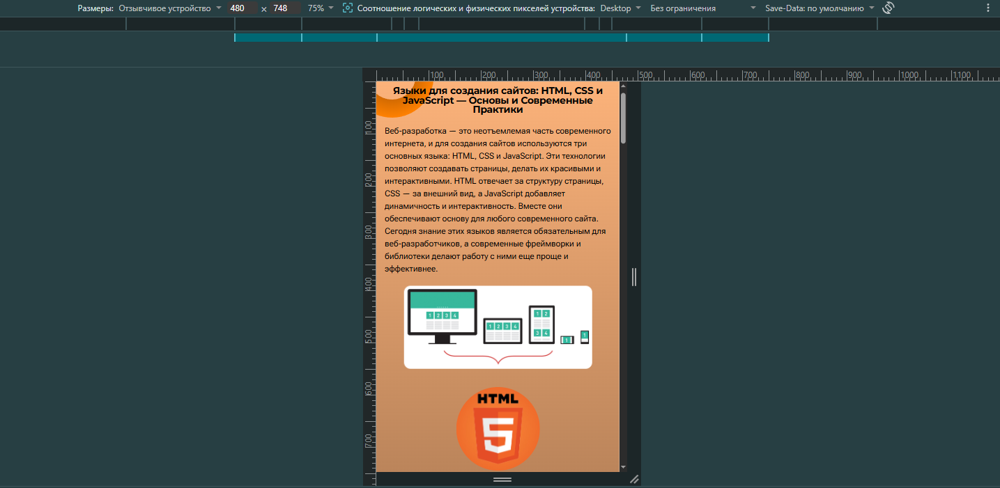 Размеры: Отзывчивое устройство 480 × 748 75% Соотношение логических и физических пикселей устройства: Desktop Без ограничения Save-Data: по умолчанию
100 200 300 400 500 600 700 800 900 1000 1100
100
200
300
400
500
600
700
Языки для создания сайтов: HTML, CSS и
JavaScript — Основы и Современные
Практики
Веб-разработка — это неотъемлемая часть современного
интернета, и для создания сайтов используются три
основных языка: HTML, CSS и JavaScript. Эти технологии
позволяют создавать страницы, делать их красивыми и
интерактивными. HTML отвечает за структуру страницы,
CSS — за внешний вид, а JavaScript добавляет
динамичность и интерактивность. Вместе они
обеспечивают основу для любого современного сайта.
Сегодня знание этих языков является обязательным для
веб-разработчиков, а современные фреймворки и
библиотеки делают работу с ними еще проще и
эффективнее.
1 2 3 4
1 2 3 4
1 2
3 4
1
1
HTML
5